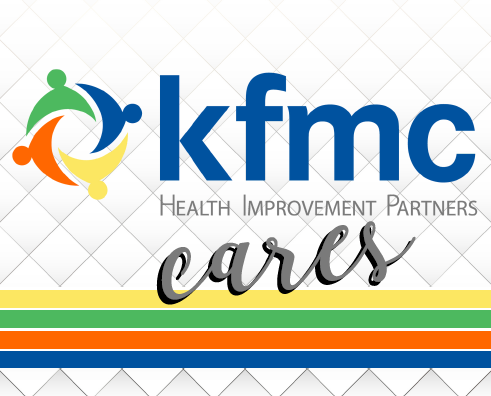 kfmc
HEALTH IMPROVEMENT PARTNERS
cares